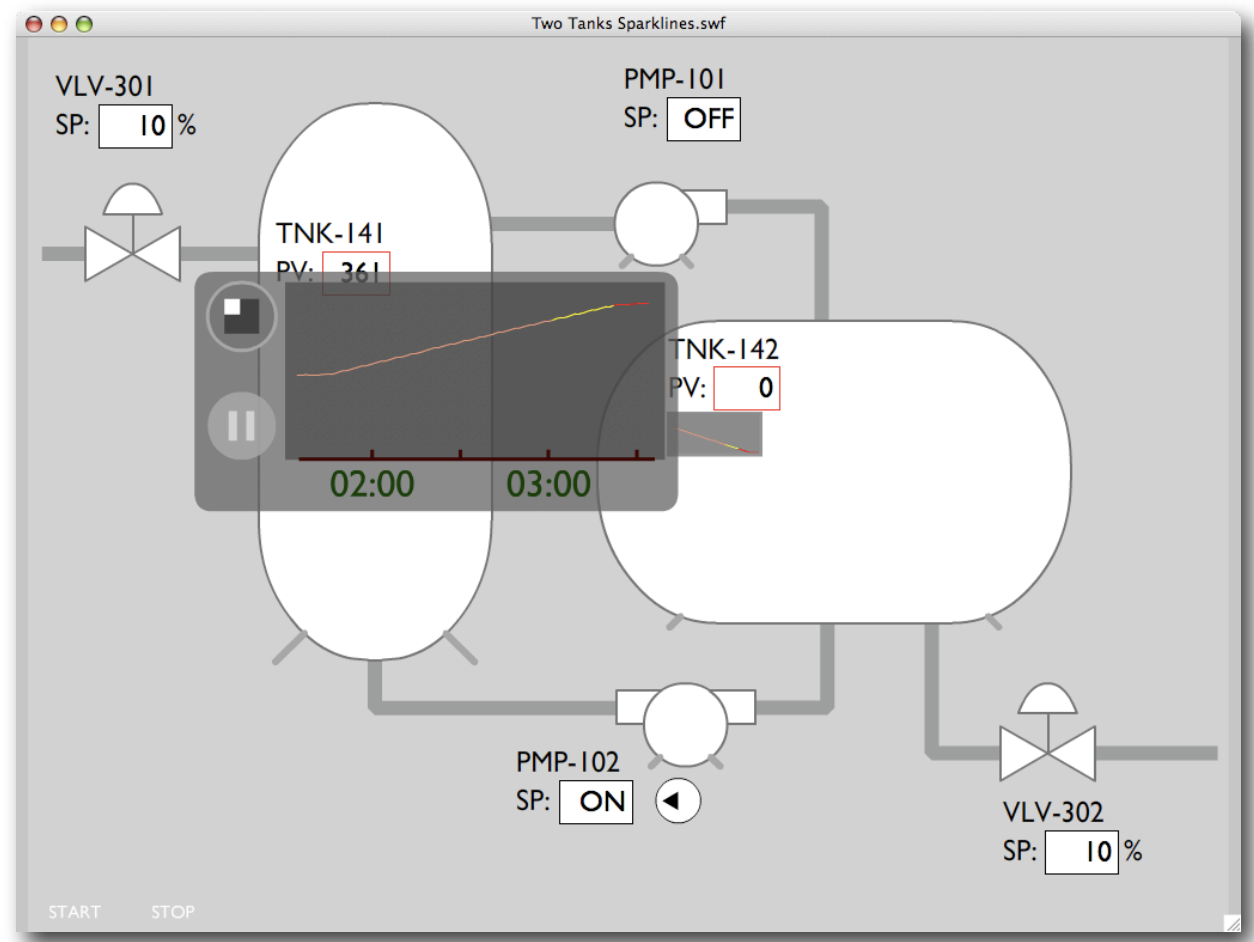 Two Tanks Sparklines.swf
VLV-301
SP: 10 %
PMP-101
SP: OFF
TNK-141
PV: 361
TNK-142
PV: 0
02:00 03:00
PMP-102
SP: ON
VLV-302
SP: 10 %
START STOP